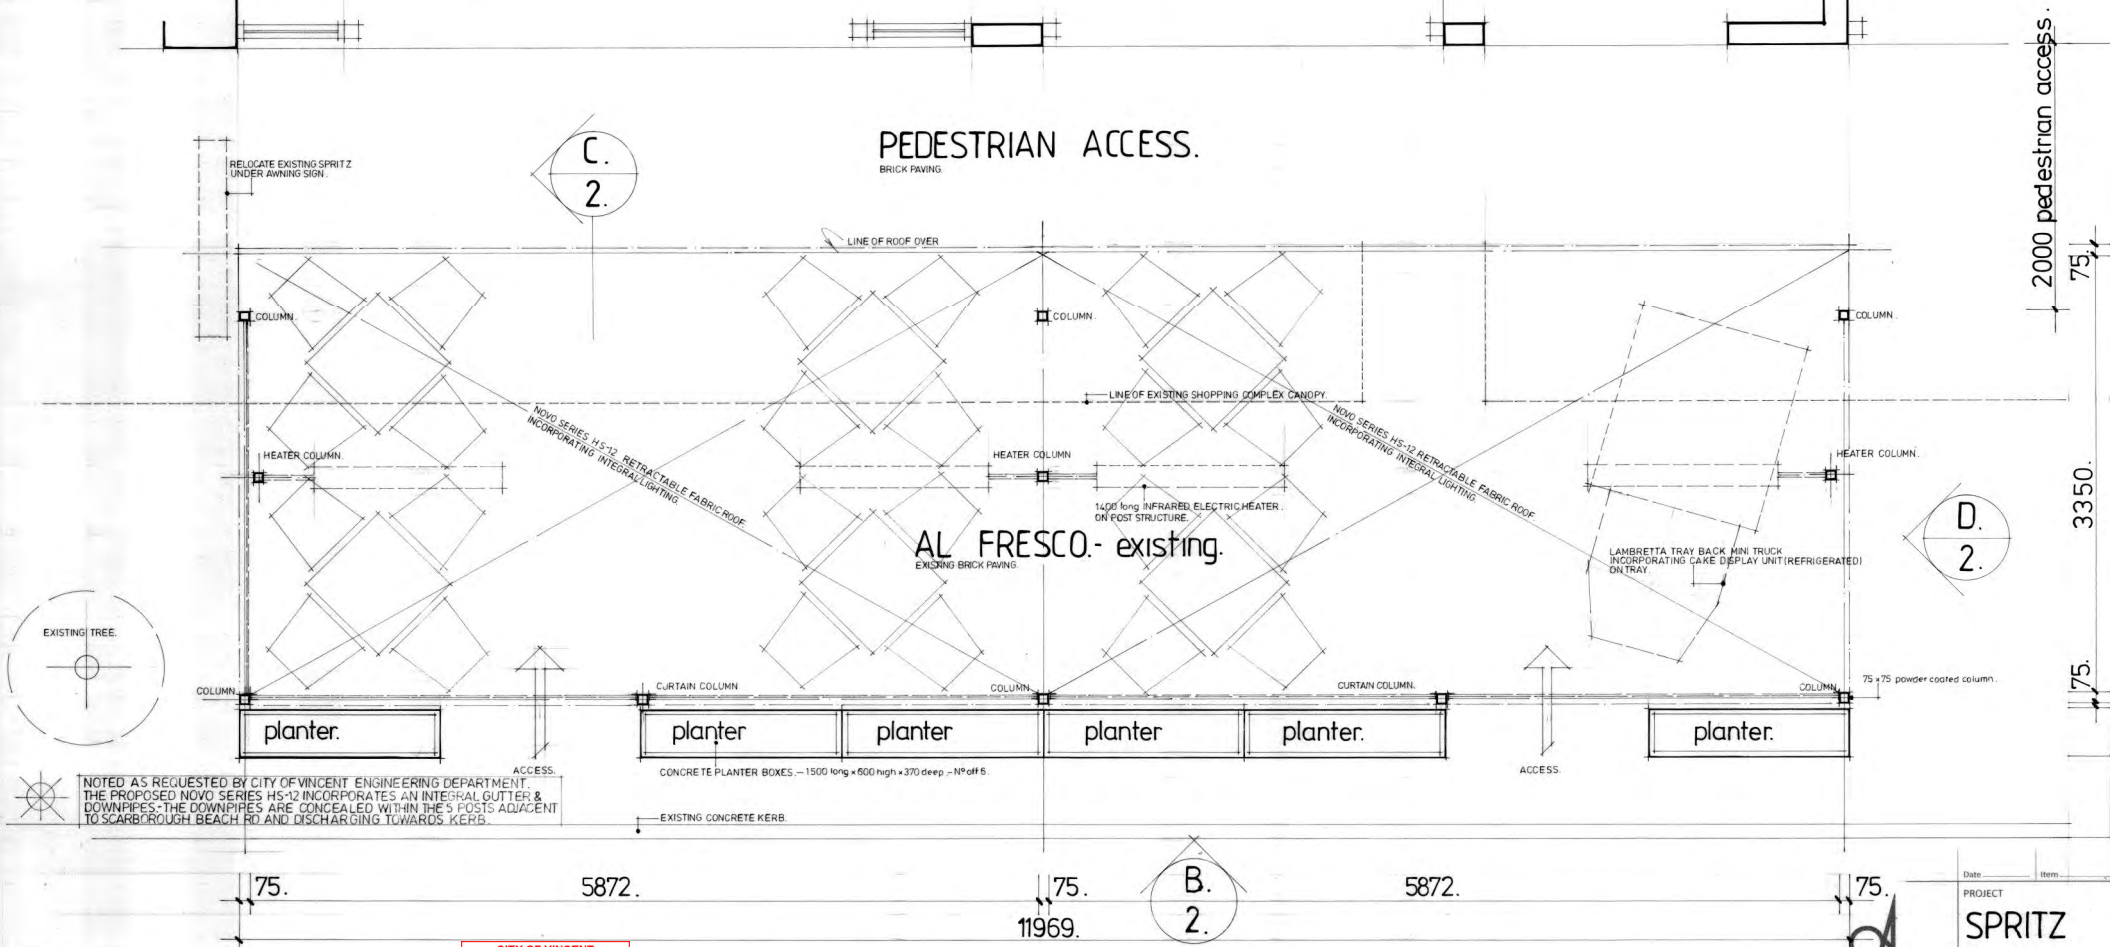 2000 pedestrian access.
PEDESTRIAN ACCESS.
BRICK PAVING.
C.
2.
RELOCATE EXISTING SPRITZ
UNDER AWNING SIGN.
LINE OF ROOF OVER
75.
COLUMN.
COLUMN.
COLUMN.
LINE OF EXISTING SHOPPING COMPLEX CANOPY.
NOVO SERIES HS-12 RETRACTABLE FABRIC ROOF.
INCORPORATING INTEGRAL LIGHTING.
NOVO SERIES HS-12 RETRACTABLE FABRIC ROOF.
INCORPORATING INTEGRAL LIGHTING.
HEATER COLUMN.
HEATER COLUMN
HEATER COLUMN.
3350.
1400 long INFRARED ELECTRIC HEATER.
ON POST STRUCTURE.
D.
2.
AL FRESCO.- existing.
EXISTING BRICK PAVING.
LAMBRETTA TRAY BACK MINI TRUCK
INCORPORATING CAKE DISPLAY UNIT (REFRIGERATED)
ON TRAY.
EXISTING TREE.
COLUMN.
CURTAIN COLUMN
COLUMN
CURTAIN COLUMN.
COLUMN
75 x 75 powder coated column.
75.
planter.
planter
planter
planter
planter.
planter.
ACCESS.
CONCRETE PLANTER BOXES.- 1500 long x 600 high x 370 deep - Nº off 6.
ACCESS.
NOTED AS REQUESTED BY CITY OF VINCENT ENGINEERING DEPARTMENT.
THE PROPOSED NOVO SERIES HS-12 INCORPORATES AN INTEGRAL GUTTER &
DOWNPIPES-THE DOWNPIPES ARE CONCEALED WITHIN THE 5 POSTS ADJACENT
TO SCARBOROUGH BEACH RD AND DISCHARGING TOWARDS KERB.
EXISTING CONCRETE KERB.
75.
5872.
75.
B.
2.
5872.
75.
11969.
Date
Item
PROJECT
SPRITZ